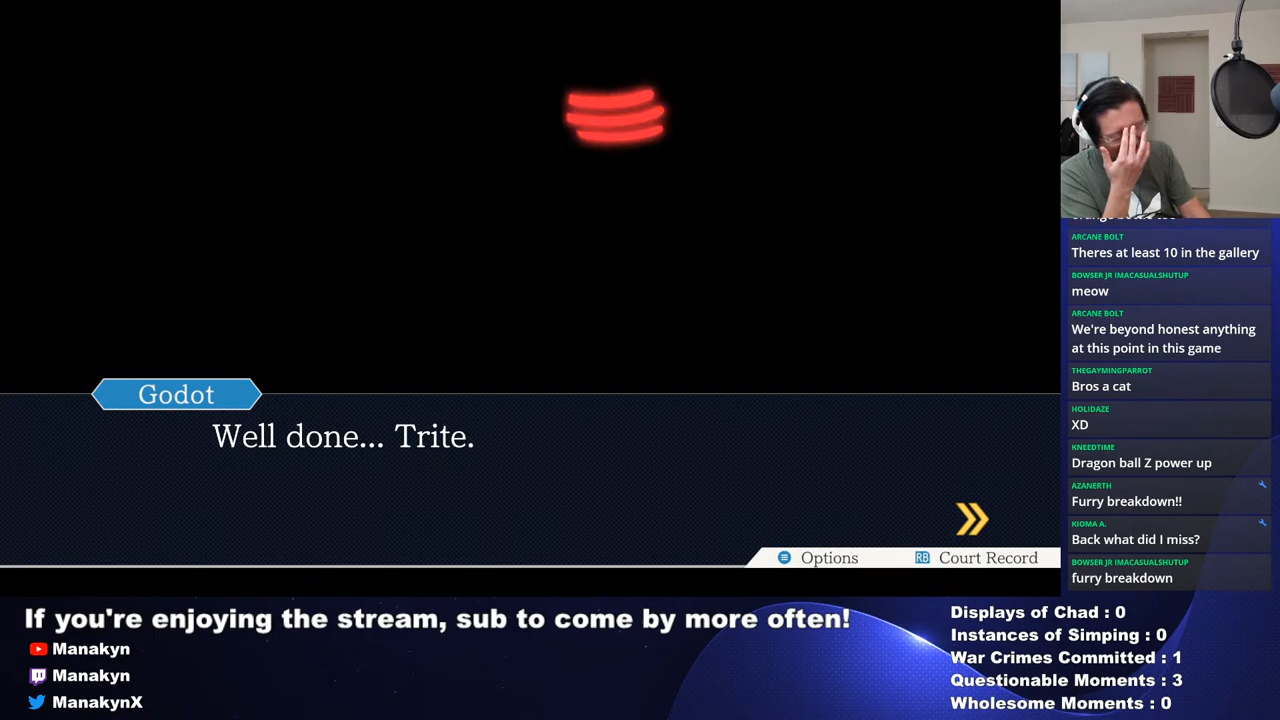 Godot
Well done... Trite.
Options
RB Court Record
ARCANE BOLT
Theres at least 10 in the gallery
BOWSER JR IMACASUALSHUTUP
meow
ARCANE BOLT
We're beyond honest anything
at this point in this game
THEGAYMINGPARROT
Bros a cat
HOLIDAZE
XD
KNEEDTIME
Dragon ball Z power up
AZANERTH
Furry breakdown!!
KIOMA A.
Back what did I miss?
BOWSER JR IMACASUALSHUTUP
furry breakdown
If you're enjoying the stream, sub to come by more often!
Manakyn
Manakyn
ManakynX
Displays of Chad : 0
Instances of Simping : 0
War Crimes Committed : 1
Questionable Moments : 3
Wholesome Moments : 0